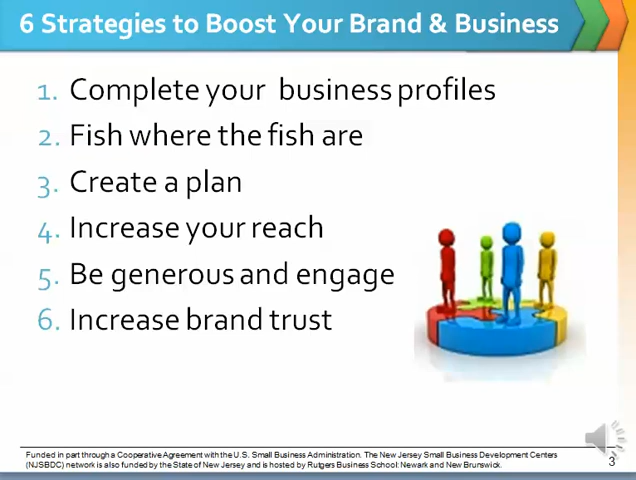 6 Strategies to Boost Your Brand & Business
1. Complete your business profiles
2. Fish where the fish are
3. Create a plan
4. Increase your reach
5. Be generous and engage
6. Increase brand trust
Funded in part through a Cooperative Agreement with the U.S. Small Business Administration. The New Jersey Small Business Development Centers
(NJSBDC) network is also funded by the State of New Jersey and is hosted by Rutgers Business School: Newark and New Brunswick.
3